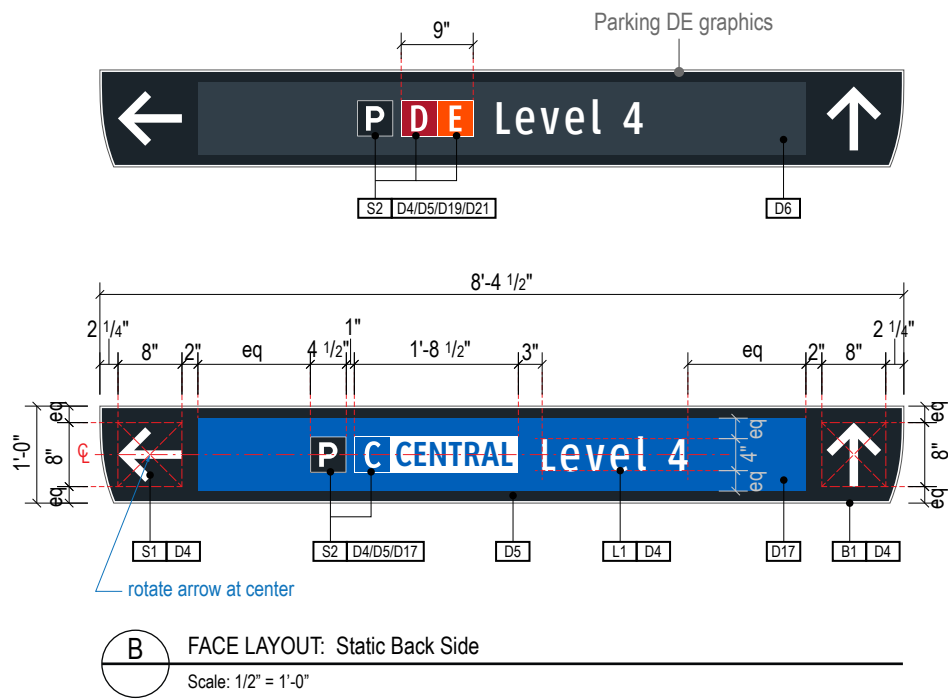 9"
Parking DE graphics
P D E Level 4
S2 D4/D5/D19/D21
D6
8'-4 1/2"
2 1/4" 8" 2" eq 4 1/2" 1" 1'-8 1/2" 3" eq 2" 8" 2 1/4"
1'-0" eq 8" eq
CL
P C CENTRAL Level 4
eq 4" eq
eq 8" eq
S1 D4
S2 D4/D5/D17
D5
L1 D4
D17
B1 D4
rotate arrow at center
B FACE LAYOUT: Static Back Side
Scale: 1/2" = 1'-0"